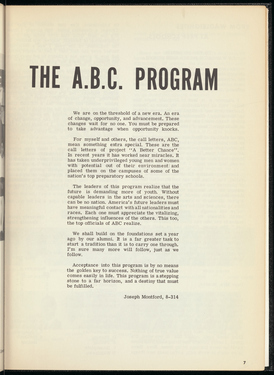 THE A.B.C. PROGRAM
We are on the threshold of a new era. An era
of change, opportunity, and advancement. These
changes wait for no one. You must be prepared
to take advantage when opportunity knocks.
For myself and others, the call letters, ABC,
mean something extra special. These are the
call letters of project "A Better Chance".
In recent years it has worked near miracles. It
has taken underprivileged young men and women
with potential out of their environment and
placed them on the campuses of some of the
nation's top preparatory schools.
The leaders of this program realize that the
future is demanding more of youth. Without
capable leaders in the arts and sciences, there
can be no nation. America's future leaders must
have meaningful contact with all nationalities and
races. Each one must appreciate the vitalizing,
strengthening influences of the others. This too,
the top officials of ABC realize.
We shall build on the foundations set a year
ago by our alumni. It is a far greater task to
start a tradition than it is to carry one through.
I'm sure many more will follow, just as we
follow.
Acceptance into this program is by no means
the golden key to success. Nothing of true value
comes easily in life. This program is a stepping
stone to a far horizon, and a destiny that must
be fulfilled.
Joseph Montford, S-214
7